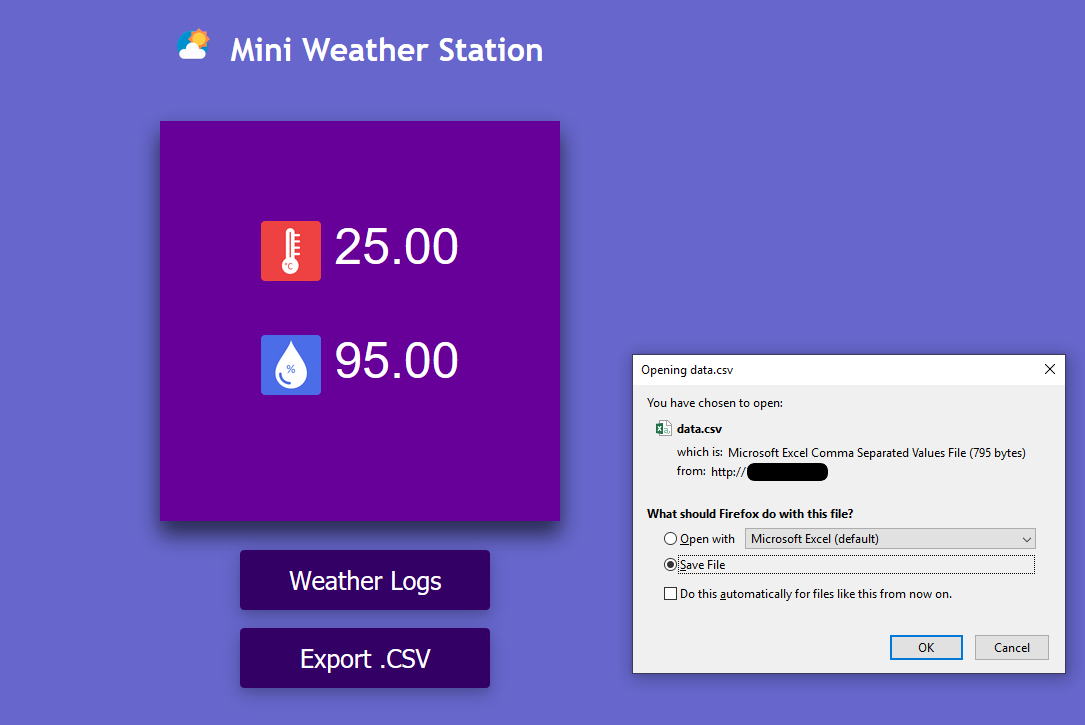 Mini Weather Station
°C
25.00
%
95.00
Weather Logs
Export .CSV
Opening data.csv
You have chosen to open:
data.csv
which is: Microsoft Excel Comma Separated Values File (795 bytes)
from: http://
What should Firefox do with this file?
Open with Microsoft Excel (default)
Save File
Do this automatically for files like this from now on.
OK Cancel